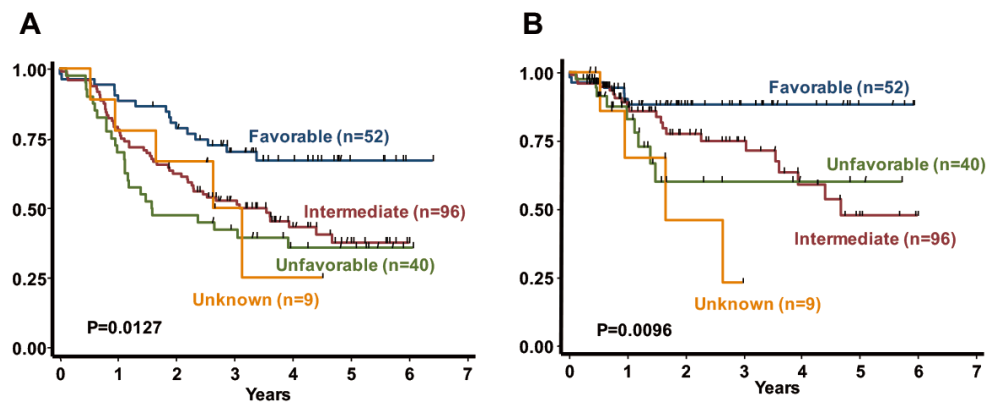 A
1.00
0.75
0.50
0.25
0.00
Favorable (n=52)
Intermediate (n=96)
Unfavorable (n=40)
Unknown (n=9)
P=0.0127
0 1 2 3 4 5 6 7
Years
B
1.00
0.75
0.50
0.25
0.00
Favorable (n=52)
Unfavorable (n=40)
Intermediate (n=96)
Unknown (n=9)
P=0.0096
0 1 2 3 4 5 6 7
Years